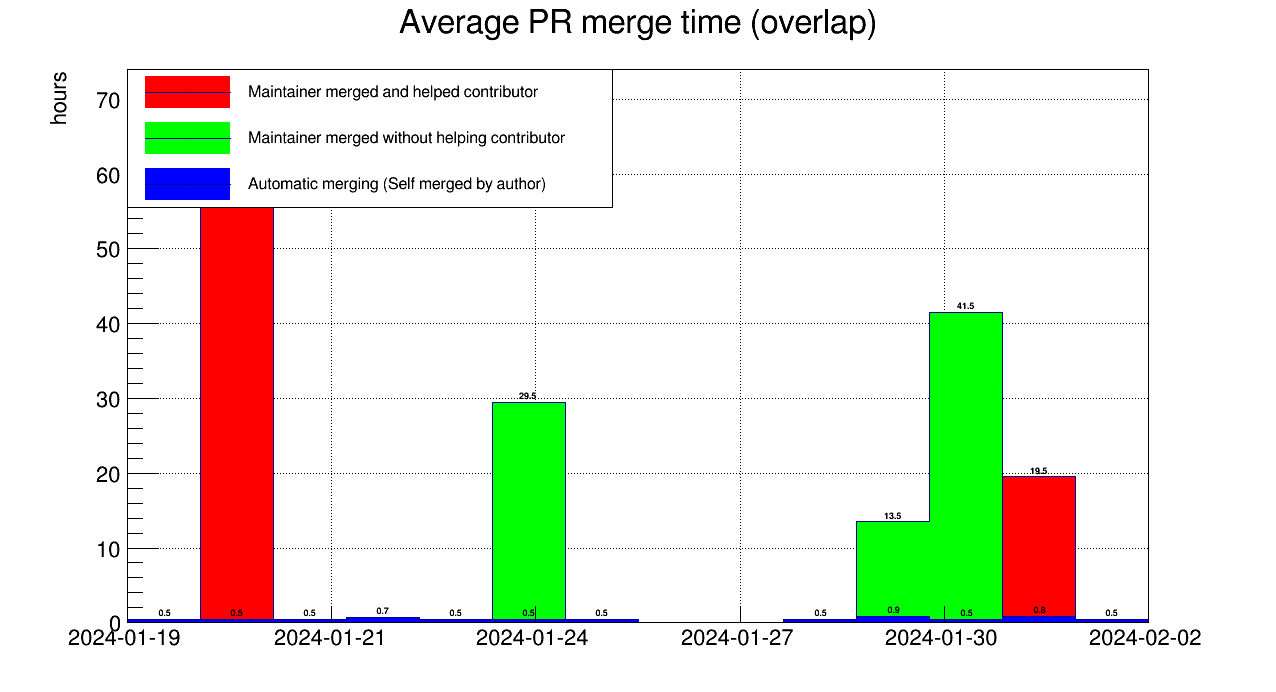 Average PR merge time (overlap)
hours
Maintainer merged and helped contributor
Maintainer merged without helping contributor
Automatic merging (Self merged by author)
70
60
50
40
30
20
10
0
41.5
29.5
19.5
13.5
0.5 0.5 0.5 0.7 0.5 0.5 0.5 0.5 0.9 0.5 0.8 0.5
2024-01-19 2024-01-21 2024-01-24 2024-01-27 2024-01-30 2024-02-02